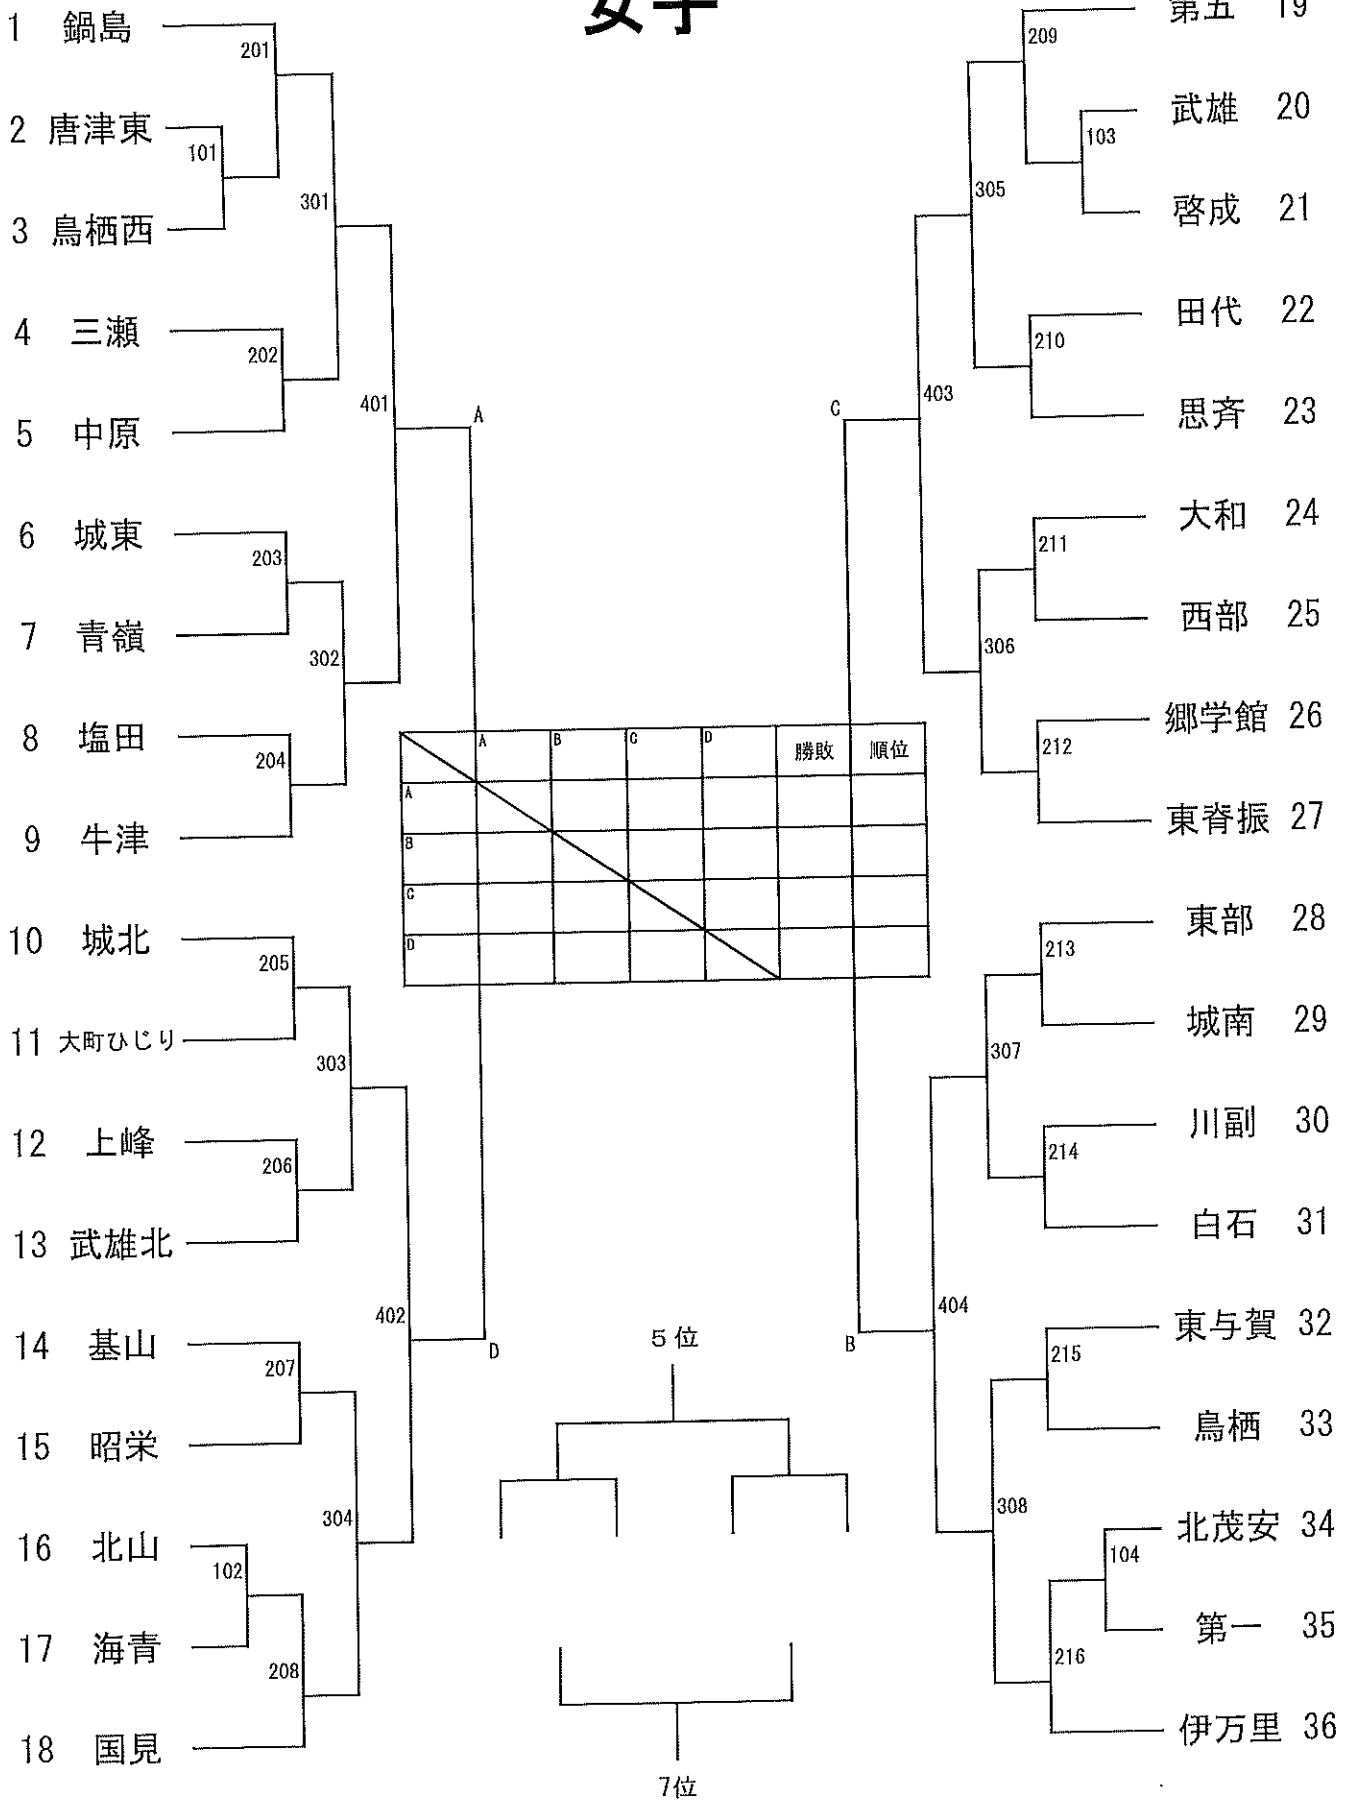 女子
1 鍋島
2 唐津東
3 鳥栖西
4 三瀬
5 中原
6 城東
7 青嶺
8 塩田
9 牛津
10 城北
11 大町ひじり
12 上峰
13 武雄北
14 基山
15 昭栄
16 北山
17 海青
18 国見
201
101
301
202
401
A
203
302
204
205
303
206
402
D
207
304
102
208
A B C D 勝敗 順位
A
B
C
D
5位
7位
209
103
305
210
C
403
211
306
212
213
307
214
404
B
215
308
104
216
第五 19
武雄 20
啓成 21
田代 22
思斉 23
大和 24
西部 25
郷学館 26
東脊振 27
東部 28
城南 29
川副 30
白石 31
東与賀 32
鳥栖 33
北茂安 34
第一 35
伊万里 36